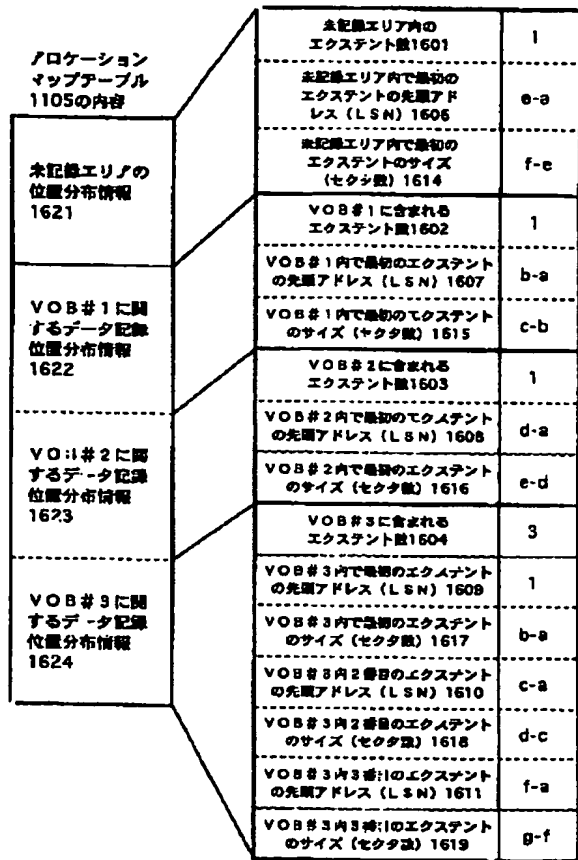 アロケーション
マップテーブル
1105の内容
未記録エリアの
位置分布情報
1621
VOB#1に関
するデータ記録
位置分布情報
1622
VOB#2に関
するデータ記録
位置分布情報
1623
VOB#3に関
するデータ記録
位置分布情報
1624
未記録エリア内の
エクステント数1601
1
未記録エリア内で最初の
エクステントの先頭アド
レス(LSN)1606
e-a
未記録エリア内で最初の
エクステントのサイズ
(セクタ数)1614
f-e
VOB#1に含まれる
エクステント数1602
1
VOB#1内で最初のエクステント
の先頭アドレス(LSN)1607
b-a
VOB#1内で最初のエクステント
のサイズ(セクタ数)1615
c-b
VOB#2に含まれる
エクステント数1603
1
VOB#2内で最初のエクステント
の先頭アドレス(LSN)1608
d-a
VOB#2内で最初のエクステント
のサイズ(セクタ数)1616
e-d
VOB#3に含まれる
エクステント数1604
3
VOB#3内で最初のエクステント
の先頭アドレス(LSN)1609
1
VOB#3内で最初のエクステント
のサイズ(セクタ数)1617
b-a
VOB#3内2番目のエクステント
の先頭アドレス(LSN)1610
c-a
VOB#3内2番目のエクステント
のサイズ(セクタ数)1618
d-c
VOB#3内3番目のエクステント
の先頭アドレス(LSN)1611
f-a
VOB#3内3番目のエクステント
のサイズ(セクタ数)1619
g-f